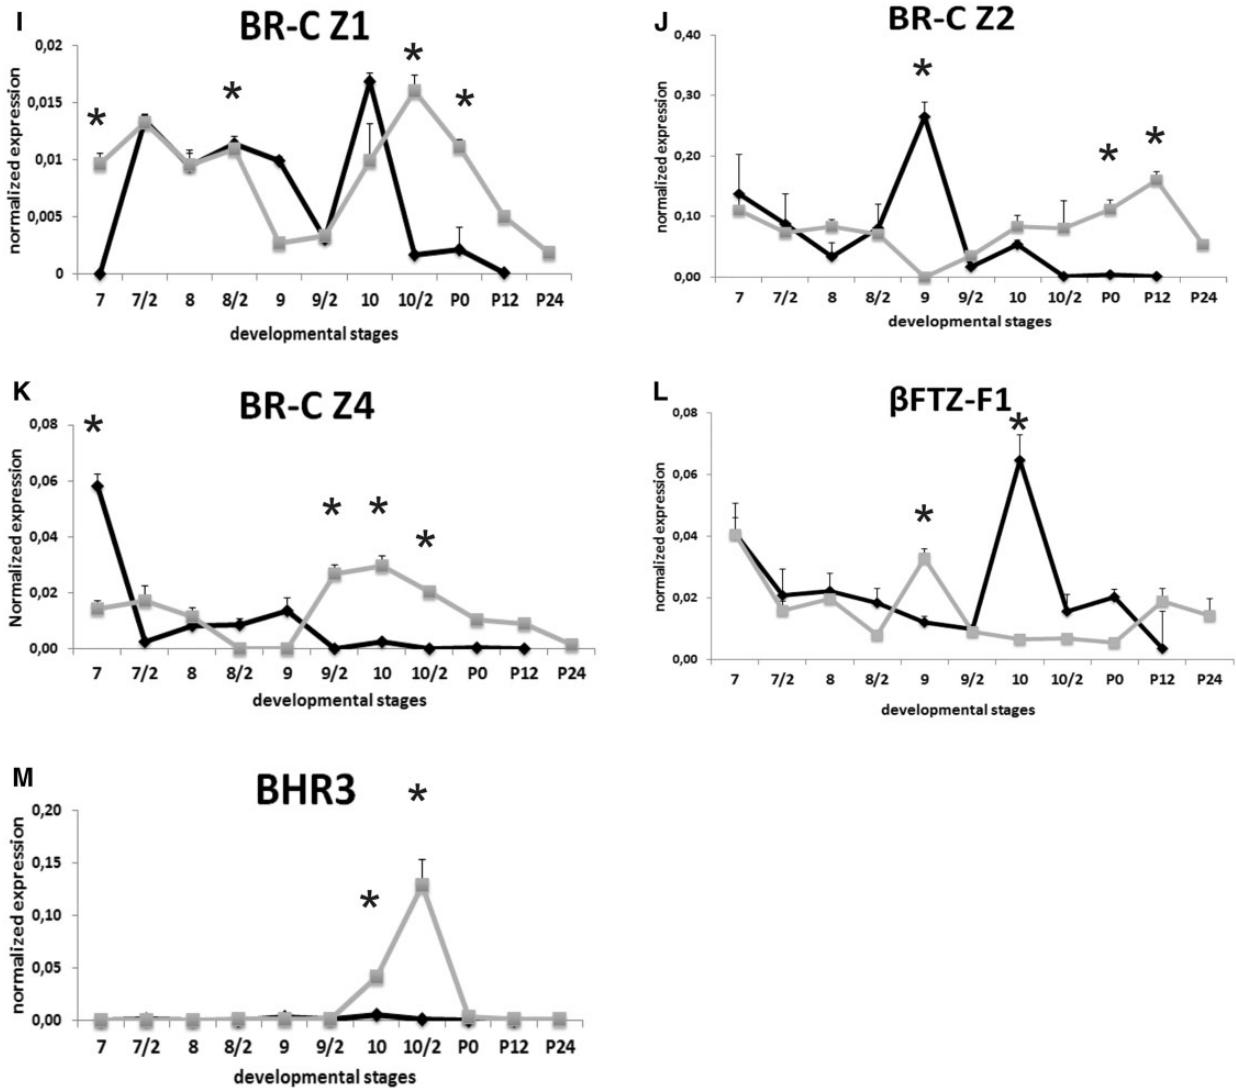 I
BR-C Z1
*
*
*
*
normalized expression
0,02
0,015
0,01
0,005
0
7 7/2 8 8/2 9 9/2 10 10/2 P0 P12 P24
developmental stages
J
BR-C Z2
*
*
*
normalized expression
0,40
0,30
0,20
0,10
0,00
7 7/2 8 8/2 9 9/2 10 10/2 P0 P12 P24
developmental stages
K
BR-C Z4
*
*
*
*
Normalized expression
0,08
0,06
0,04
0,02
0,00
7 7/2 8 8/2 9 9/2 10 10/2 P0 P12 P24
developmental stages
L
βFTZ-F1
*
*
normalized expression
0,08
0,06
0,04
0,02
0,00
7 7/2 8 8/2 9 9/2 10 10/2 P0 P12 P24
developmental stages
M
BHR3
*
*
normalized expression
0,20
0,15
0,10
0,05
0,00
7 7/2 8 8/2 9 9/2 10 10/2 P0 P12 P24
developmental stages